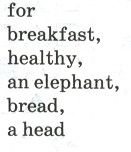 for
breakfast,
healthy,
an elephant,
bread,
a head